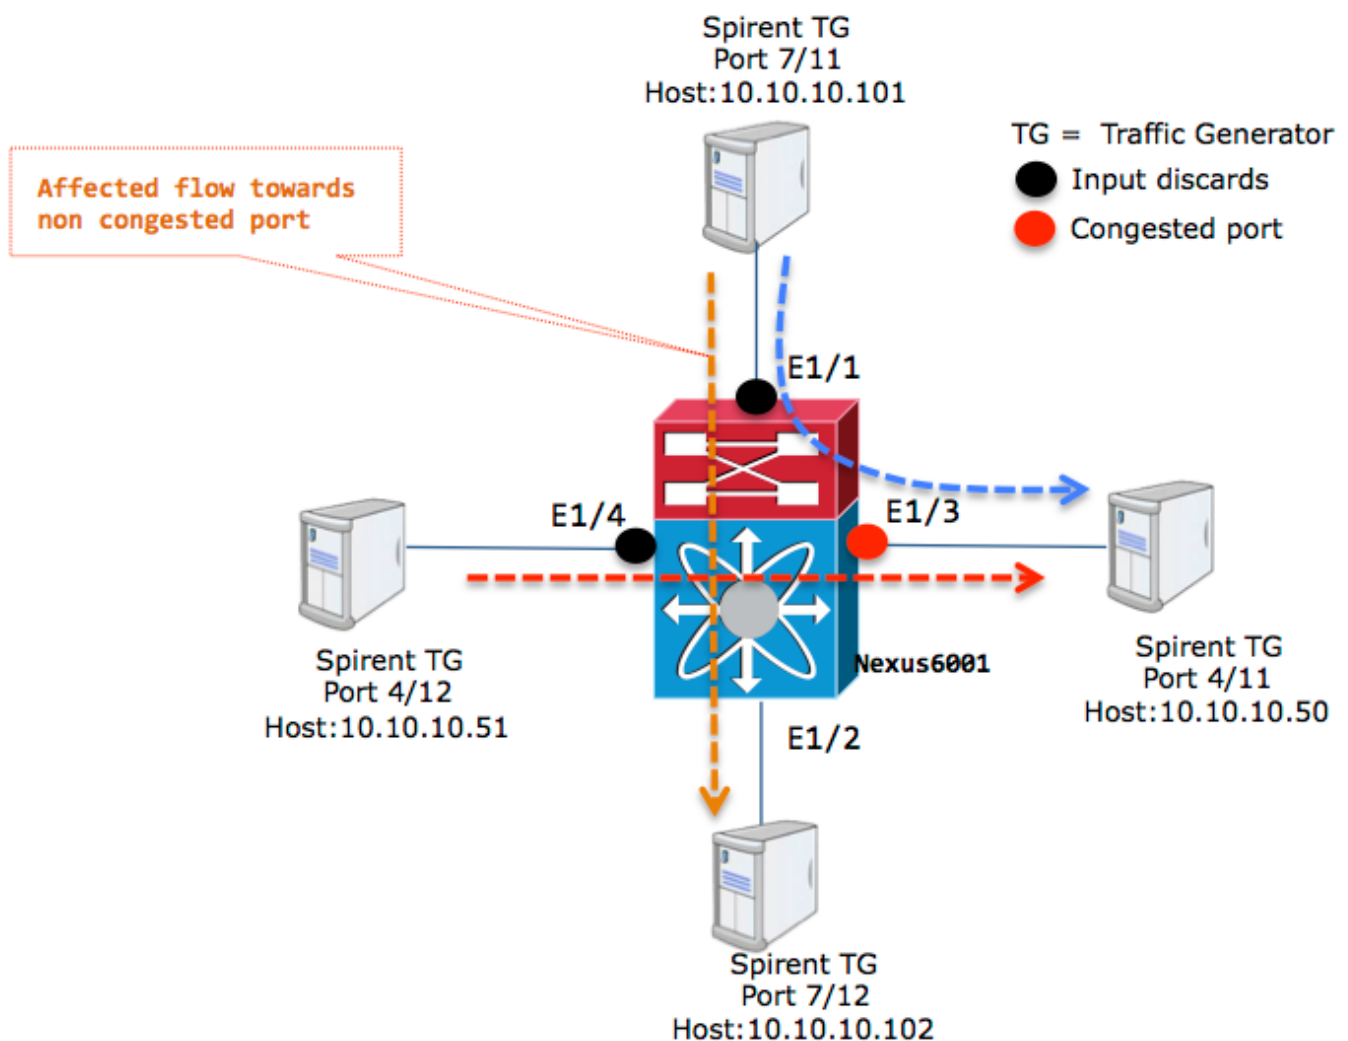 Spirent TG
Port 7/11
Host:10.10.10.101
TG =  Traffic Generator
Input discards
Congested port
Affected flow towards
non congested port
E1/1
E1/4
E1/3
Spirent TG
Port 4/12
Host:10.10.10.51
Nexus6001
Spirent TG
Port 4/11
Host:10.10.10.50
E1/2
Spirent TG
Port 7/12
Host:10.10.10.102